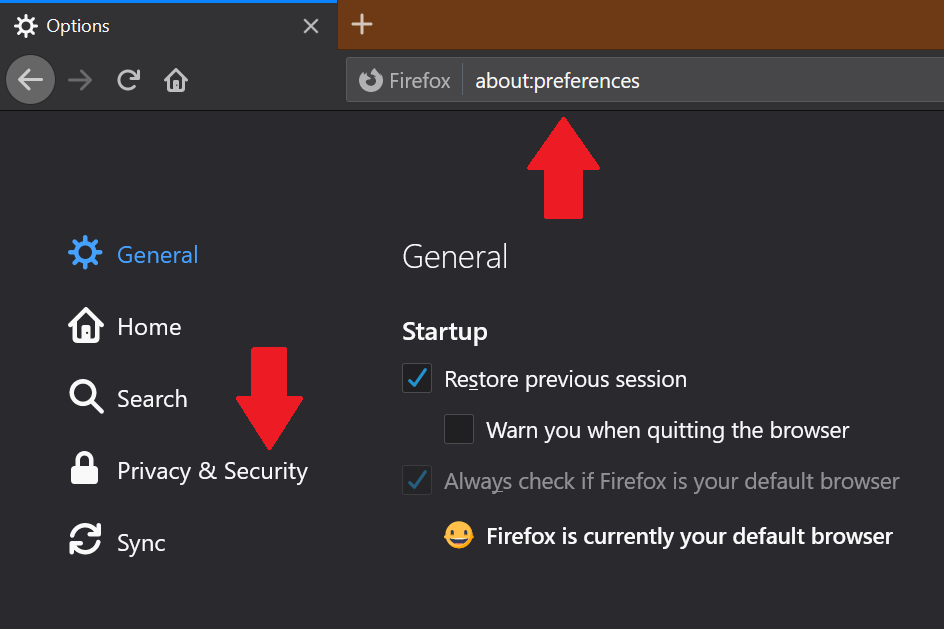 Options
Firefox about:preferences
General
Home
Search
Privacy & Security
Sync
General
Startup
Restore previous session
Warn you when quitting the browser
Always check if Firefox is your default browser
Firefox is currently your default browser